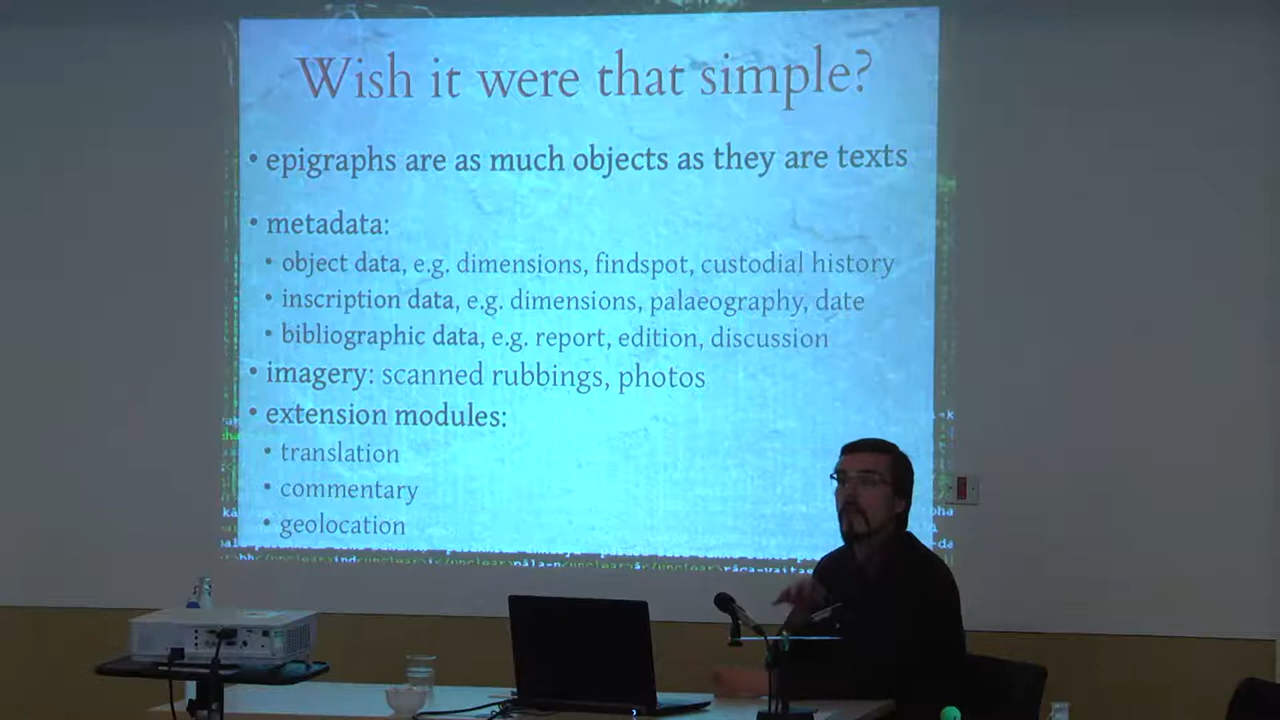 Wish it were that simple?
• epigraphs are as much objects as they are texts
• metadata:
• object data, e.g. dimensions, findspot, custodial history
• inscription data, e.g. dimensions, palaeography, date
• bibliographic data, e.g. report, edition, discussion
• imagery: scanned rubbings, photos
• extension modules:
• translation
• commentary
• geolocation